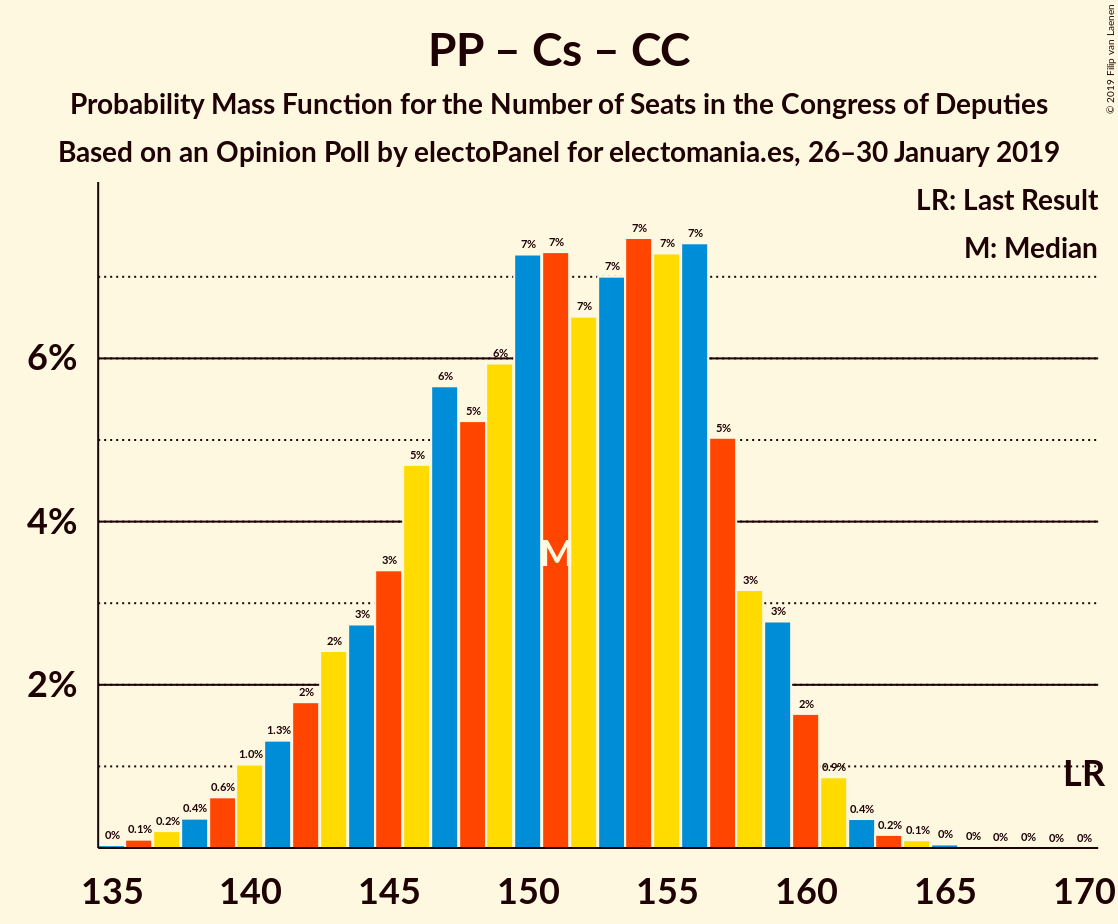 PP – Cs – CC
Probability Mass Function for the Number of Seats in the Congress of Deputies
Based on an Opinion Poll by electoPanel for electomania.es, 26–30 January 2019
© 2019 Filip van Laenen
LR: Last Result
M: Median
6%
4%
2%
0% 0.1% 0.2% 0.4% 0.6% 1.0% 1.3% 2% 2% 3% 3% 5% 6% 5% 6% 7% 7% 7% 7% 7% 7% 7% 5% 3% 3% 2% 0.9% 0.4% 0.2% 0.1% 0% 0% 0% 0% 0% 0%
M
LR
135 140 145 150 155 160 165 170